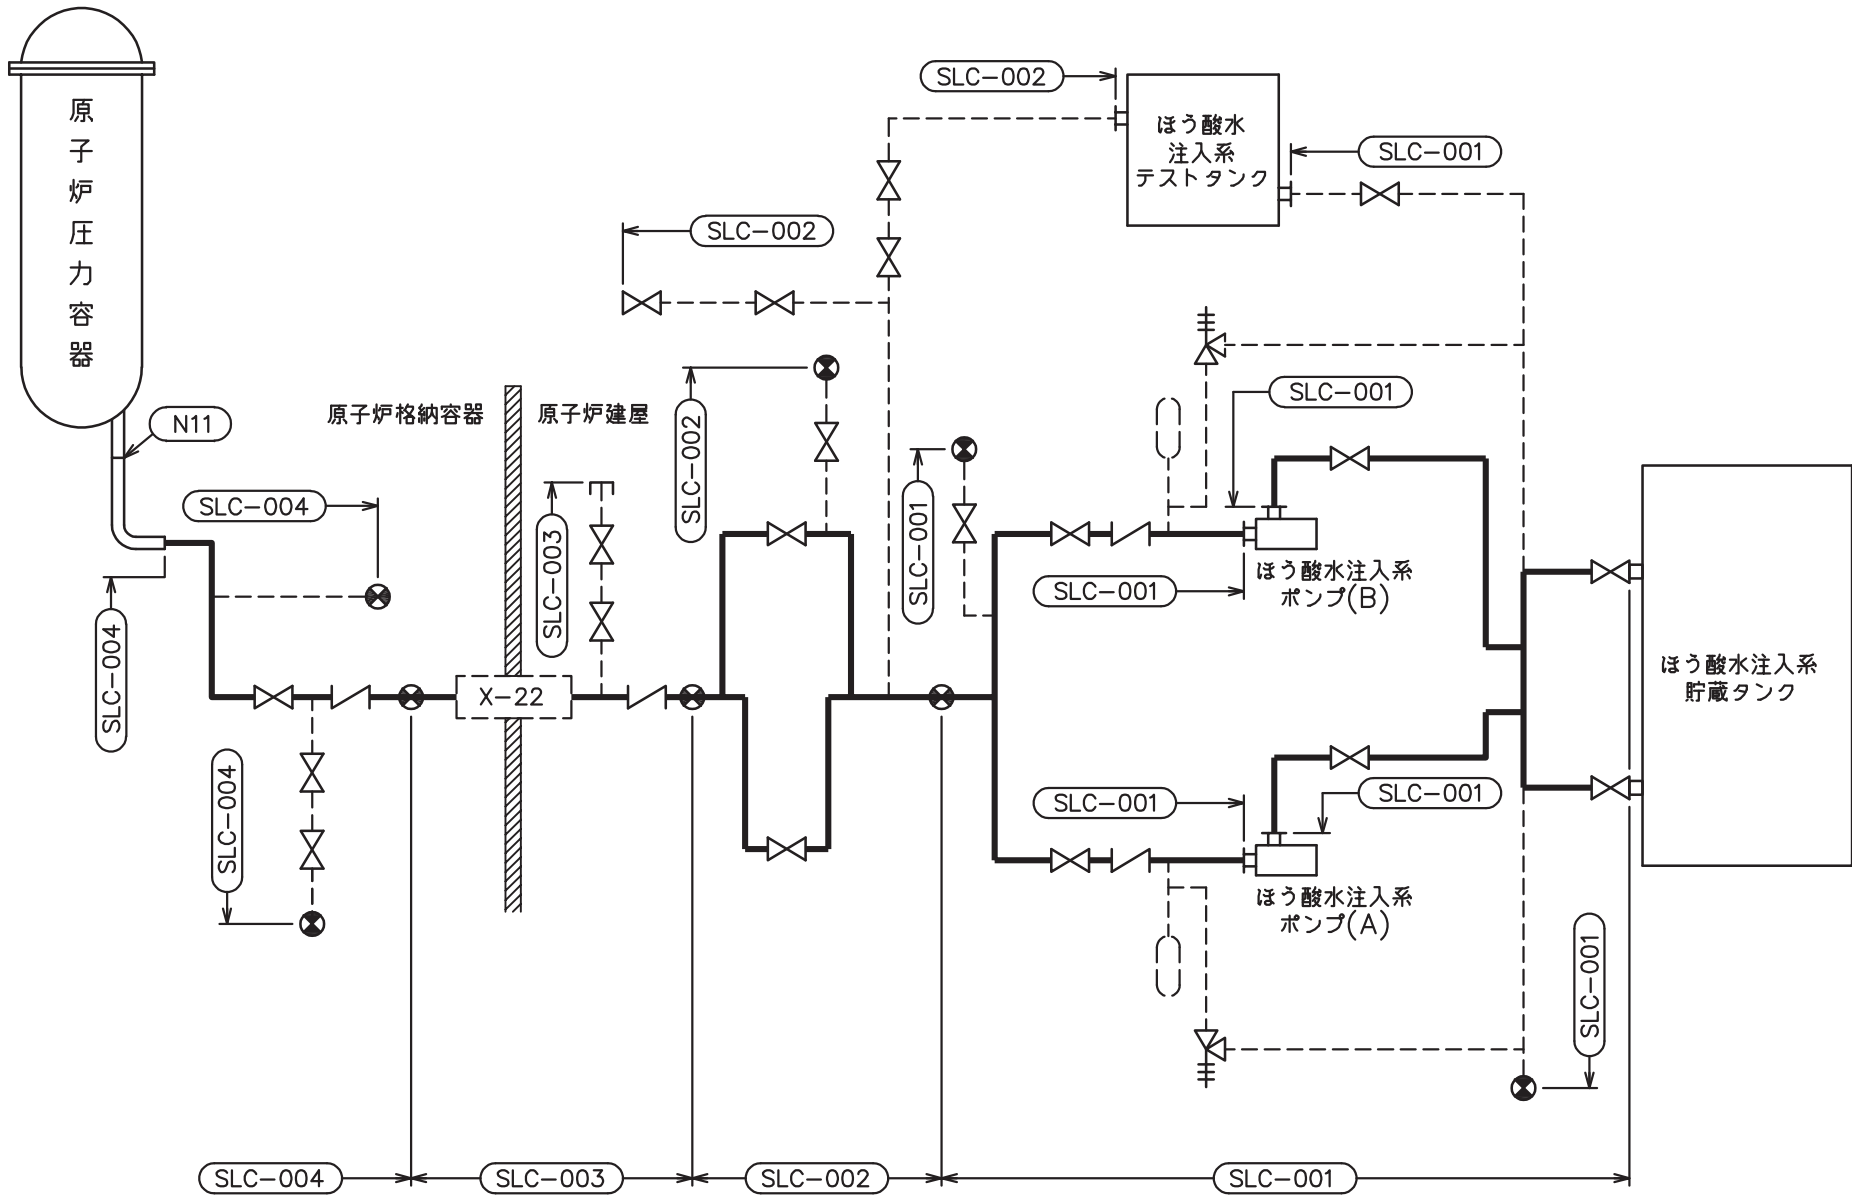 原子炉圧力容器
N11
SLC-004
SLC-004
SLC-004
原子炉格納容器
原子炉建屋
X-22
SLC-003
SLC-002
SLC-002
SLC-002
ほう酸水
注入系
テストタンク
SLC-001
SLC-001
SLC-001
SLC-001
ほう酸水注入系
ポンプ(B)
SLC-001
SLC-001
ほう酸水注入系
ポンプ(A)
ほう酸水注入系
貯蔵タンク
SLC-001
SLC-004
SLC-003
SLC-002
SLC-001